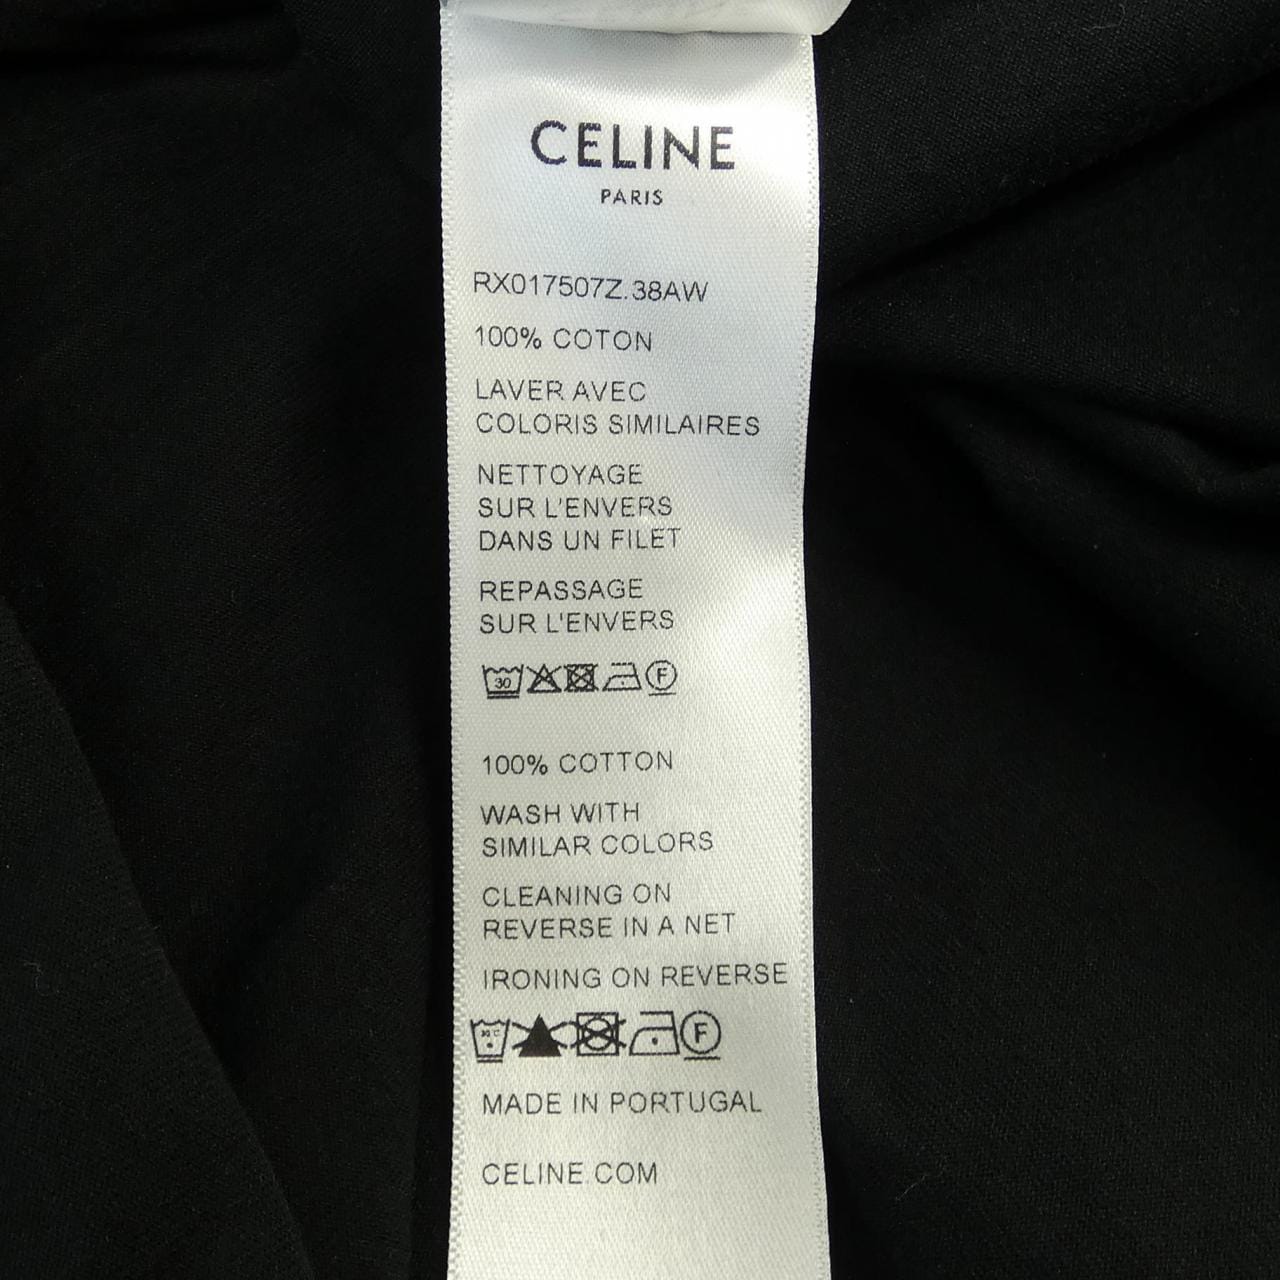 CELINE
PARIS
RX017507Z.38AW
100% COTON
LAVER AVEC
COLORIS SIMILAIRES
NETTOYAGE
SUR L'ENVERS
DANS UN FILET
REPASSAGE
SUR L'ENVERS
30 F
100% COTTON
WASH WITH
SIMILAR COLORS
CLEANING ON
REVERSE IN A NET
IRONING ON REVERSE
30°C F
MADE IN PORTUGAL
CELINE.COM